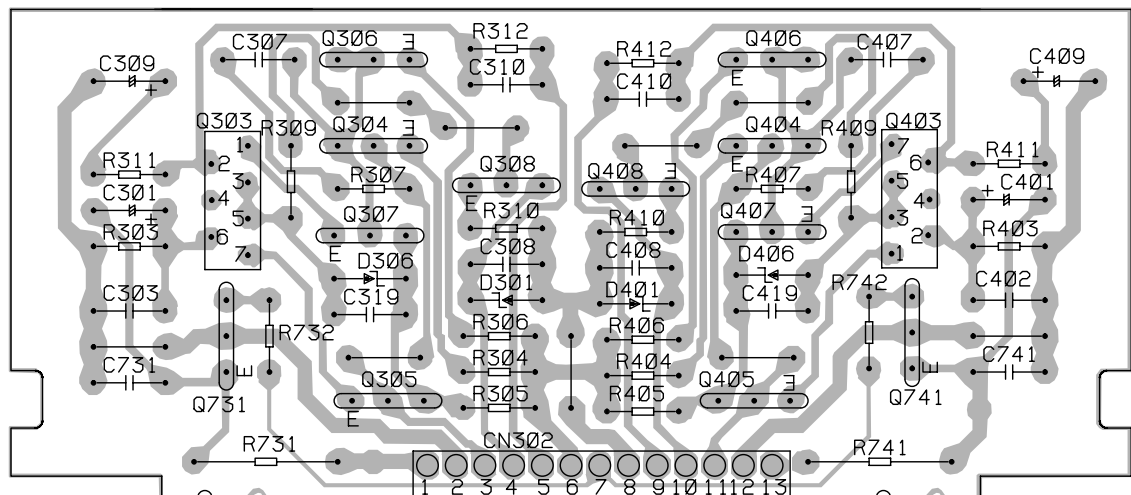 R312
C307
Q306
E
R412
Q406
C407
C309
+
C310
C410
E
+
C409
Q303
R309
Q304
E
Q404
R409
Q403
1
E
7
R311
2
6
R411
3
R307
Q308
Q408
E
R407
5
C301
4
E
4
+
C401
+
5
R310
R410
Q407
3
R303
6
Q307
E
2
R403
7
E
C308
C408
1
D306
D406
C303
C319
D301
D401
C419
R742
C402
R732
R306
R406
C731
E
R304
R404
C741
E
Q305
Q405
E
Q731
E
R305
R405
Q741
R731
CN302
R741
1 2 3 4 5 6 7 8 9 10 11 12 13